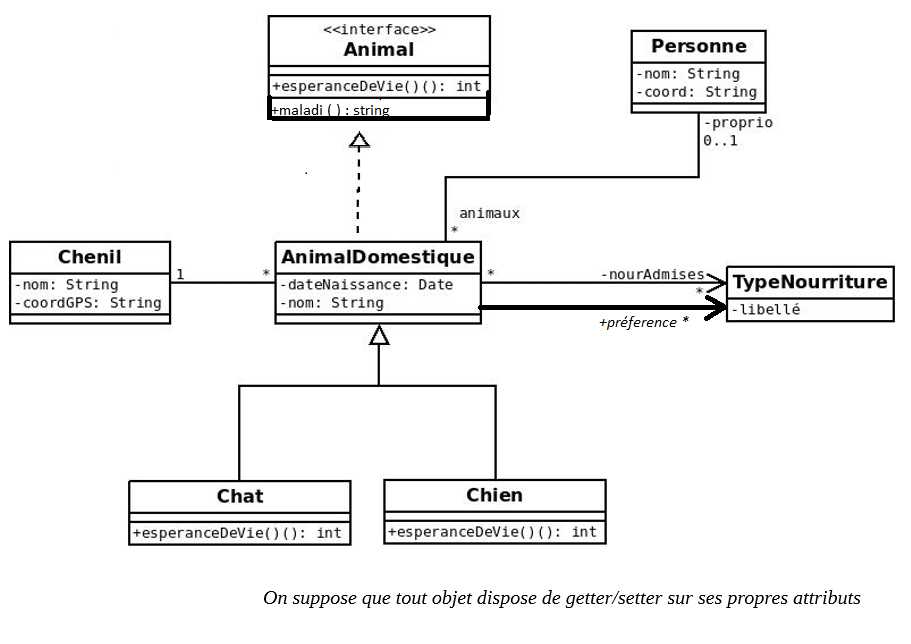 <<interface>>
Animal
+esperanceDeVie()(): int
+maladi ( ) : string
Personne
-nom: String
-coord: String
-proprio
0..1
animaux
*
Chenil
-nom: String
-coordGPS: String
1
*
AnimalDomestique
-dateNaissance: Date
-nom: String
*
-nourAdmises
*
+préference *
TypeNourriture
-libellé
Chat
+esperanceDeVie()(): int
Chien
+esperanceDeVie()(): int
On suppose que tout objet dispose de getter/setter sur ses propres attributs